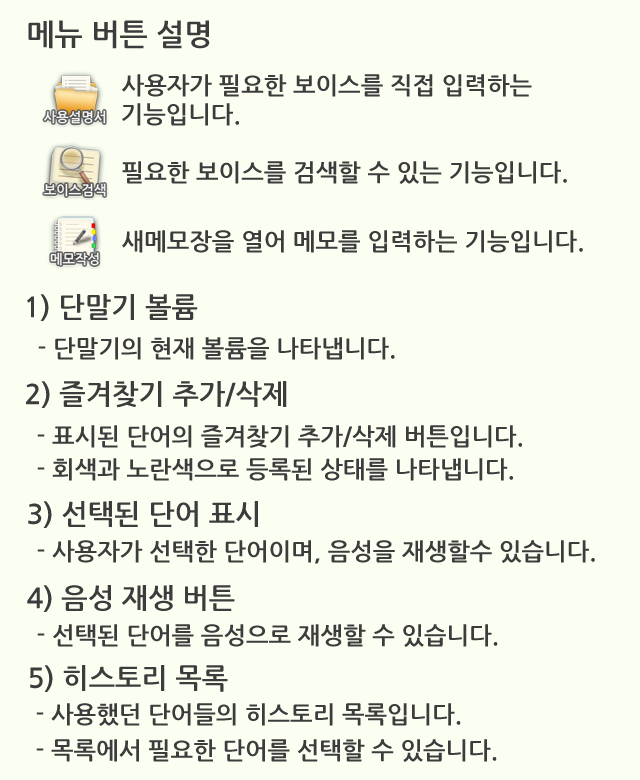 메뉴 버튼 설명
사용설명서
사용자가 필요한 보이스를 직접 입력하는
기능입니다.
보이스검색
필요한 보이스를 검색할 수 있는 기능입니다.
메모작성
새메모장을 열어 메모를 입력하는 기능입니다.
1) 단말기 볼륨
- 단말기의 현재 볼륨을 나타냅니다.
2) 즐겨찾기 추가/삭제
- 표시된 단어의 즐겨찾기 추가/삭제 버튼입니다.
- 회색과 노란색으로 등록된 상태를 나타냅니다.
3) 선택된 단어 표시
- 사용자가 선택한 단어이며, 음성을 재생할수 있습니다.
4) 음성 재생 버튼
- 선택된 단어를 음성으로 재생할 수 있습니다.
5) 히스토리 목록
- 사용했던 단어들의 히스토리 목록입니다.
- 목록에서 필요한 단어를 선택할 수 있습니다.